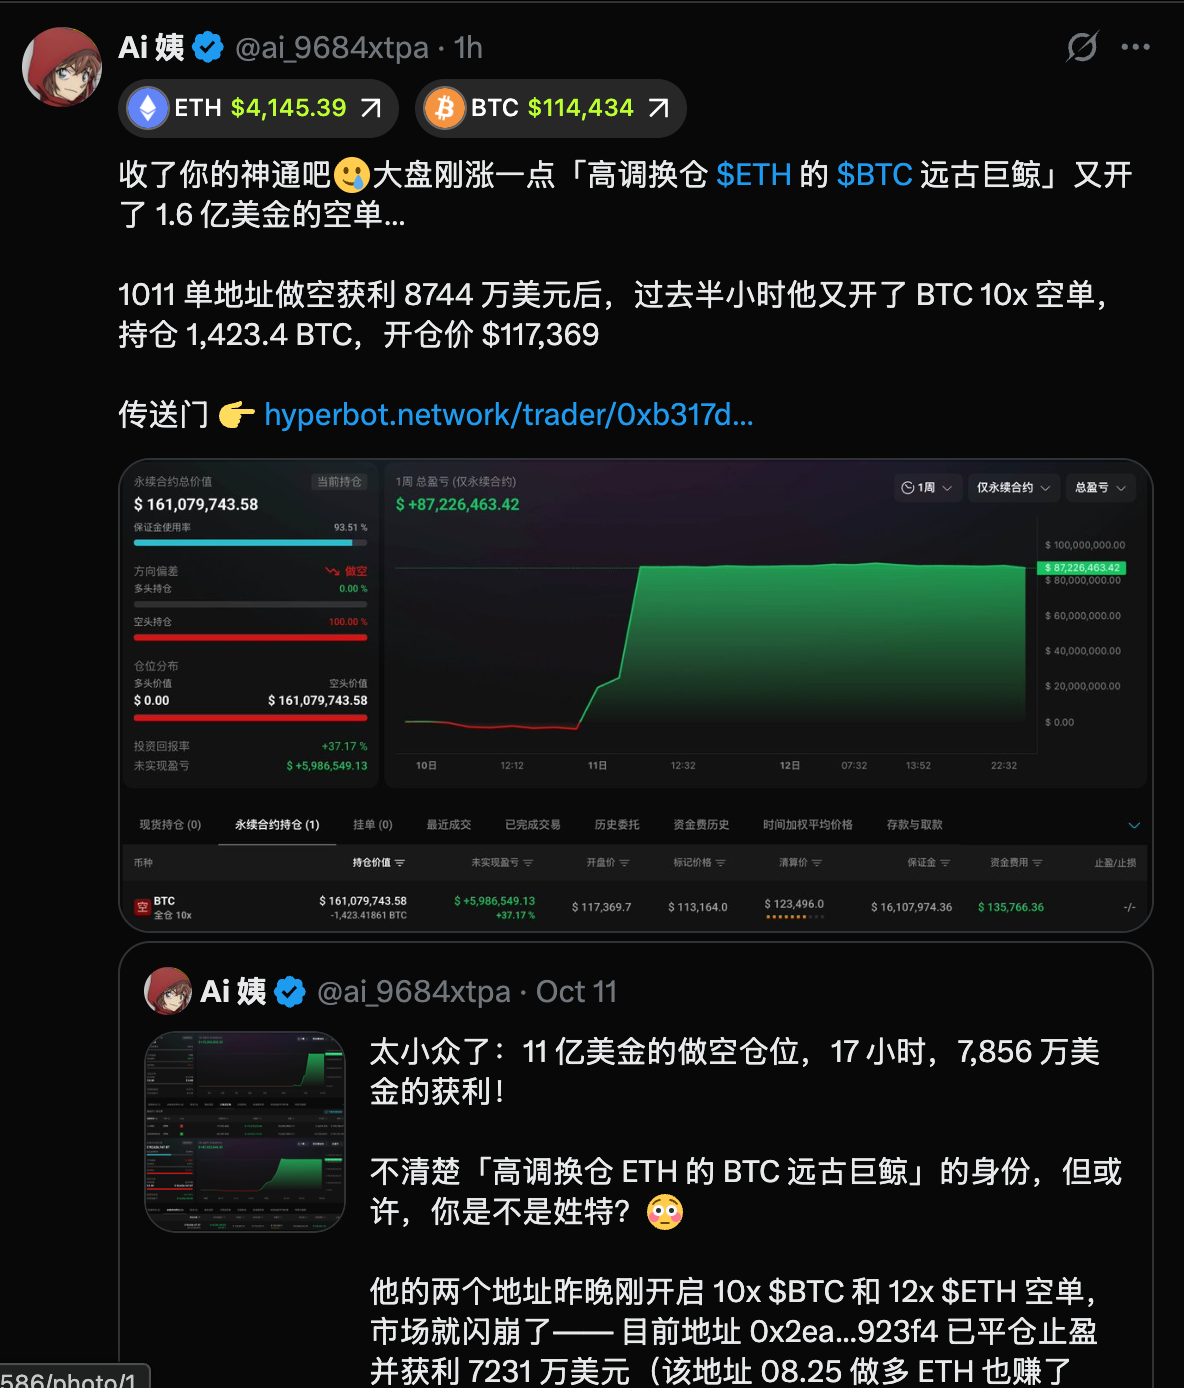 Ai 姨 @ai_9684xtpa · 1h
ETH $4,145.39 BTC $114,434
收了你的神通吧🥲大盘刚涨一点「高调换仓 $ETH 的 $BTC 远古巨鲸」又开
了 1.6 亿美金的空单...
1011 单地址做空获利 8744 万美元后，过去半小时他又开了 BTC 10x 空单，
持仓 1,423.4 BTC，开仓价 $117,369
传送门 👉 hyperbot.network/trader/0xb317d...
永续合约总价值 当前持仓
$ 161,079,743.58
保证金使用率 93.51 %
方向偏差 做空
多头持仓 0.00 %
空头持仓 100.00 %
仓位分布
多头价值 空头价值
$ 0.00 $ 161,079,743.58
投资回报率 +37.17 %
未实现盈亏 $ +5,986,549.13
1周 总盈亏 (仅永续合约)
$ +87,226,463.42
1周 仅永续合约 总盈亏
$ 100,000,000.00
$ 87,226,463.42
$ 80,000,000.00
$ 60,000,000.00
$ 40,000,000.00
$ 20,000,000.00
$ 0.00
10日 12:12 11日 12:32 12日 07:32 13:52 22:32
现货持仓 (0) 永续合约持仓 (1) 挂单 (0) 最近成交 已完成交易 历史委托 资金费历史 时间加权平均价格 存款与取款
币种 持仓价值 未实现盈亏 开盘价 标记价格 清算价 保证金 资金费用 止盈/止损
空 BTC $ 161,079,743.58 $ +5,986,549.13 $ 117,369.7 $ 113,164.0 $ 123,496.0 $ 16,107,974.36 $ 135,766.36 -/-
全仓 10x -1,423.41861 BTC +37.17 %
Ai 姨 @ai_9684xtpa · Oct 11
太小众了：11 亿美金的做空仓位，17 小时，7,856 万美
金的获利！
不清楚「高调换仓 ETH 的 BTC 远古巨鲸」的身份，但或
许，你是不是姓特？😳
他的两个地址昨晚刚开启 10x $BTC 和 12x $ETH 空单，
市场就闪崩了—— 目前地址 0x2ea...923f4 已平仓止盈
并获利 7231 万美元（该地址 08.25 做多 ETH 也赚了
586/photo/1